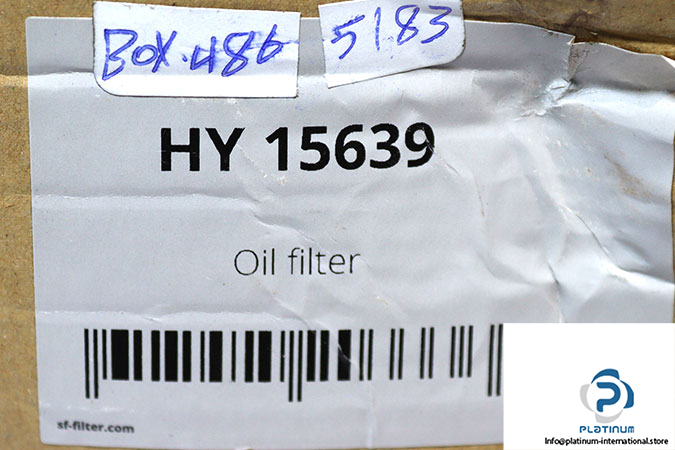 BOX.486
5183
HY 15639
Oil filter
sf-filter.com
PLATINUM
Info@platinum-international.store